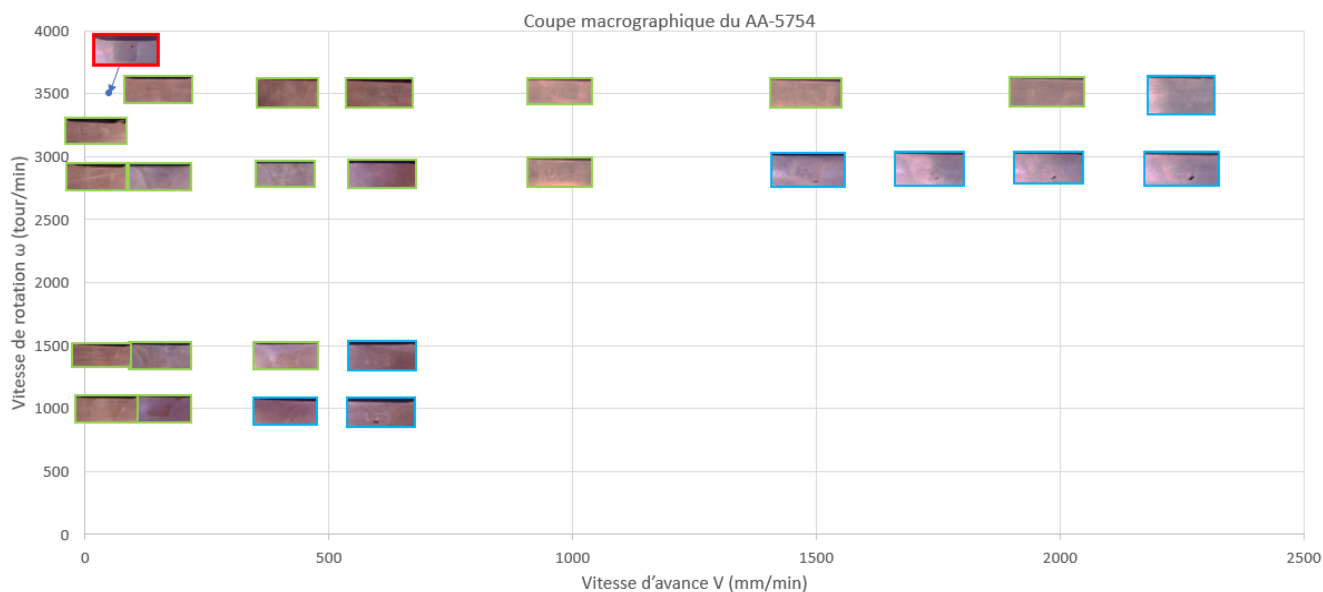 Coupe macrographique du AA-5754
4000
3500
3000
2500
2000
1500
1000
500
0
Vitesse de rotation ω (tour/min)
0 500 1000 1500 2000 2500
Vitesse d’avance V (mm/min)